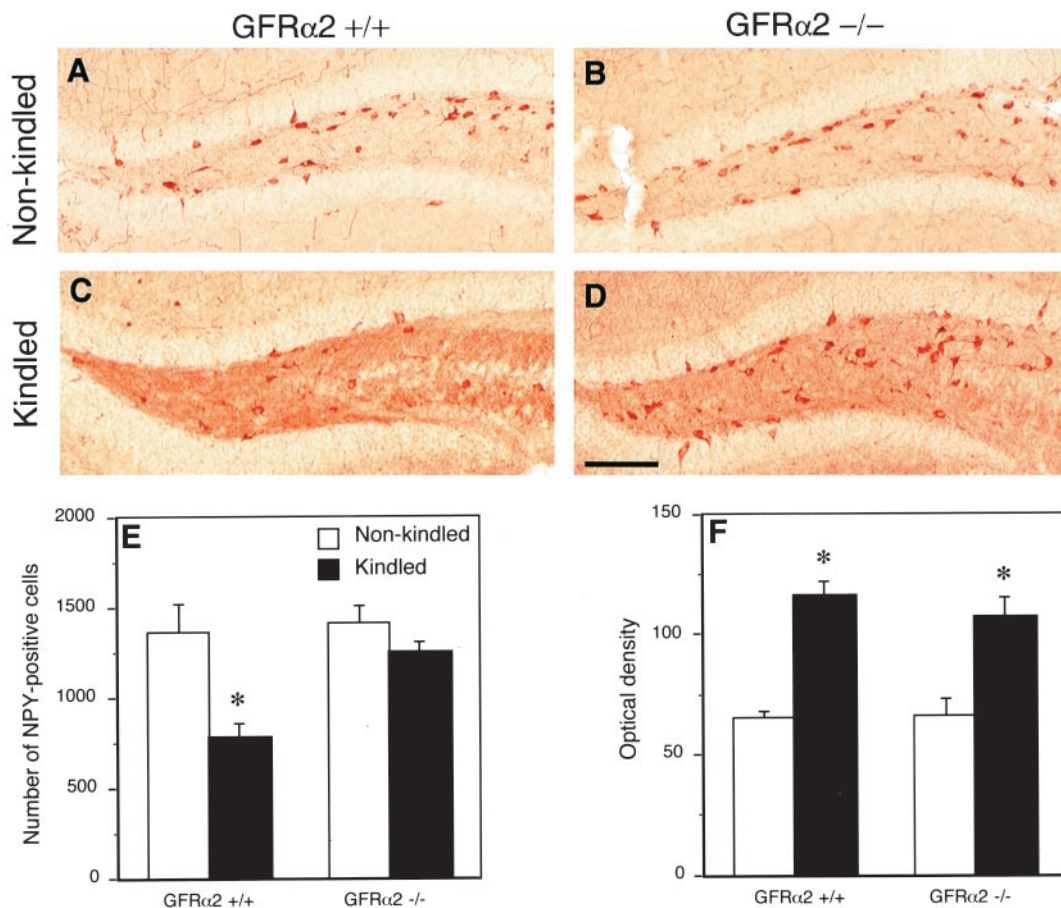 GFRα2 +/+
GFRα2 –/–
Non-kindled
A
B
Kindled
C
D
E
Non-kindled
Kindled
Number of NPY-positive cells
2000
1500
1000
500
0
*
GFRα2 +/+
GFRα2 -/-
F
Optical density
150
100
50
0
*
*
GFRα2 +/+
GFRα2 -/-